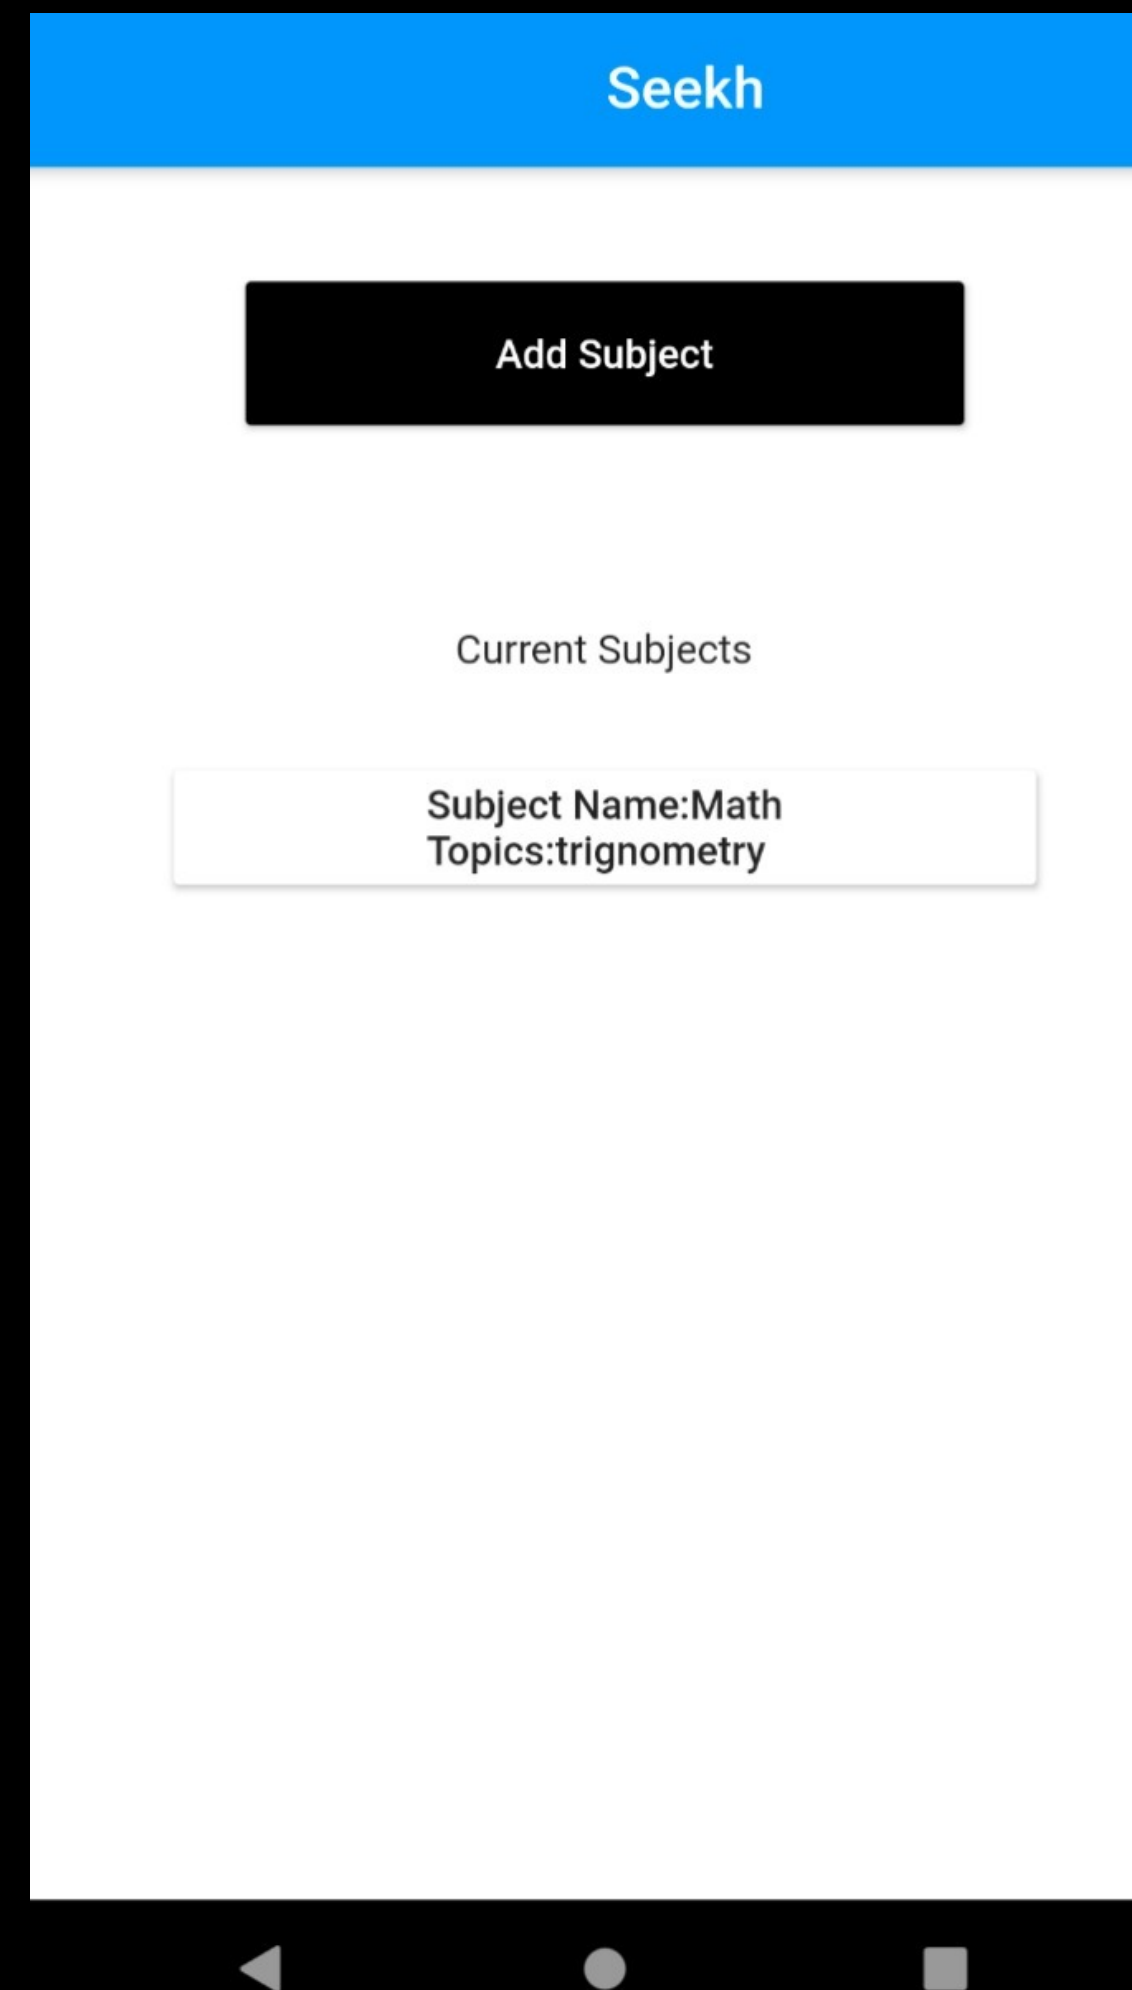 Seekh
Add Subject
Current Subjects
Subject Name:Math
Topics:trignometry